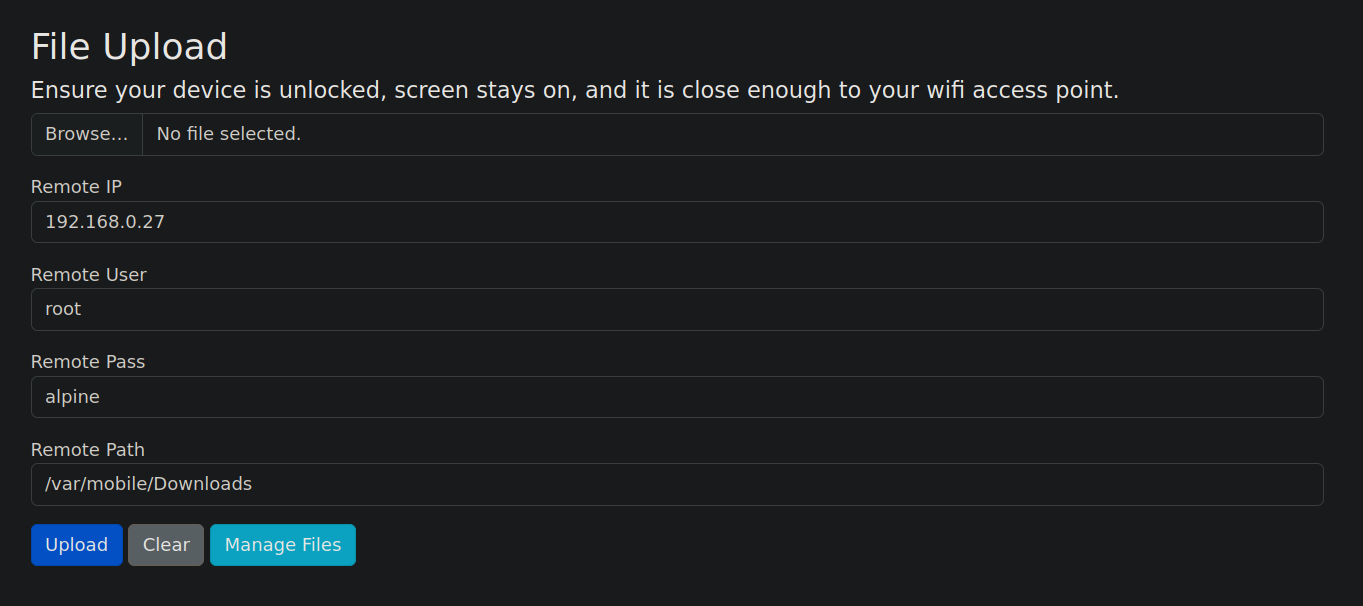 File Upload
Ensure your device is unlocked, screen stays on, and it is close enough to your wifi access point.
Browse... No file selected.
Remote IP
192.168.0.27
Remote User
root
Remote Pass
alpine
Remote Path
/var/mobile/Downloads
Upload Clear Manage Files